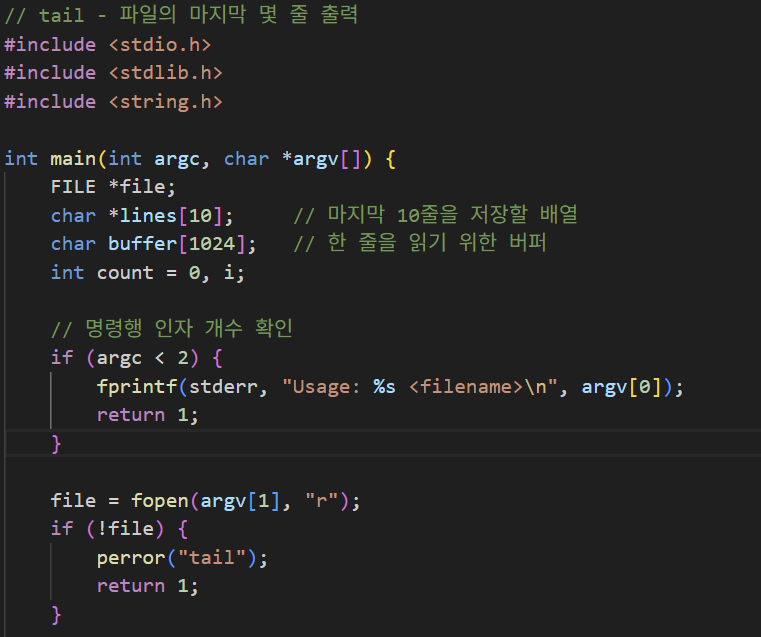 // tail - 파일의 마지막 몇 줄 출력
#include <stdio.h>
#include <stdlib.h>
#include <string.h>

int main(int argc, char *argv[]) {
    FILE *file;
    char *lines[10];     // 마지막 10줄을 저장할 배열
    char buffer[1024];   // 한 줄을 읽기 위한 버퍼
    int count = 0, i;

    // 명령행 인자 개수 확인
    if (argc < 2) {
        fprintf(stderr, "Usage: %s <filename>\n", argv[0]);
        return 1;
    }

    file = fopen(argv[1], "r");
    if (!file) {
        perror("tail");
        return 1;
    }